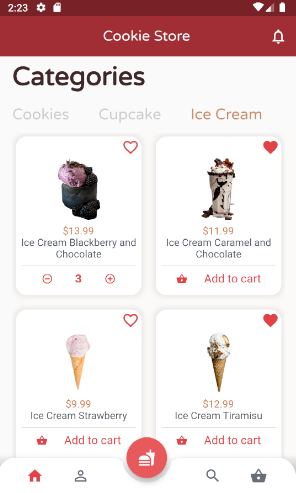 2:23
Cookie Store
Categories
Cookies Cupcake Ice Cream
$13.99
Ice Cream Blackberry and
Chocolate
3
$11.99
Ice Cream Caramel and
Chocolate
Add to cart
$9.99
Ice Cream Strawberry
Add to cart
$12.99
Ice Cream Tiramisu
Add to cart